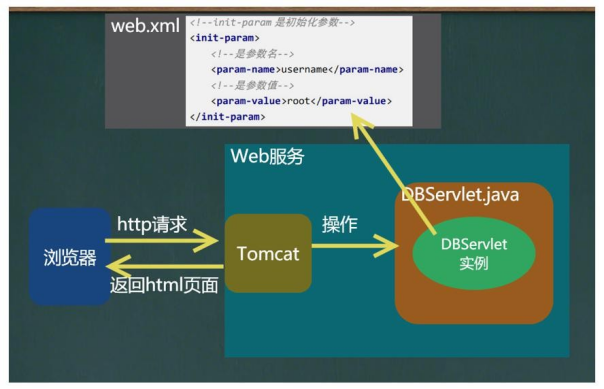 web.xml
<!--init-param 是初始化参数-->
<init-param>
<!--是参数名-->
<param-name>username</param-name>
<!--是参数值-->
<param-value>root</param-value>
</init-param>
Web服务
DBServlet.java
http请求
操作
浏览器
Tomcat
DBServlet
实例
返回html页面